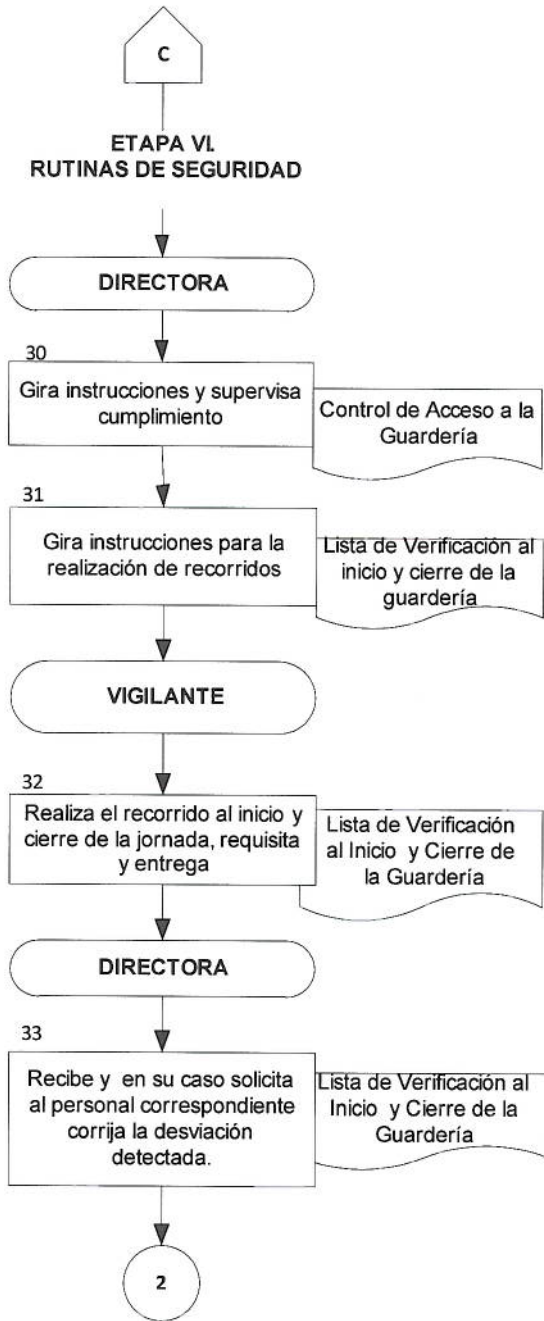 C
ETAPA VI.
RUTINAS DE SEGURIDAD
DIRECTORA
30
Gira instrucciones y supervisa
cumplimiento
Control de Acceso a la
Guardería
31
Gira instrucciones para la
realización de recorridos
Lista de Verificación al
inicio y cierre de la
guardería
VIGILANTE
32
Realiza el recorrido al inicio y
cierre de la jornada, requisita
y entrega
Lista de Verificación
al Inicio y Cierre de
la Guardería
DIRECTORA
33
Recibe y en su caso solicita
al personal correspondiente
corrija la desviación
detectada.
Lista de Verificación al
Inicio y Cierre de la
Guardería
2